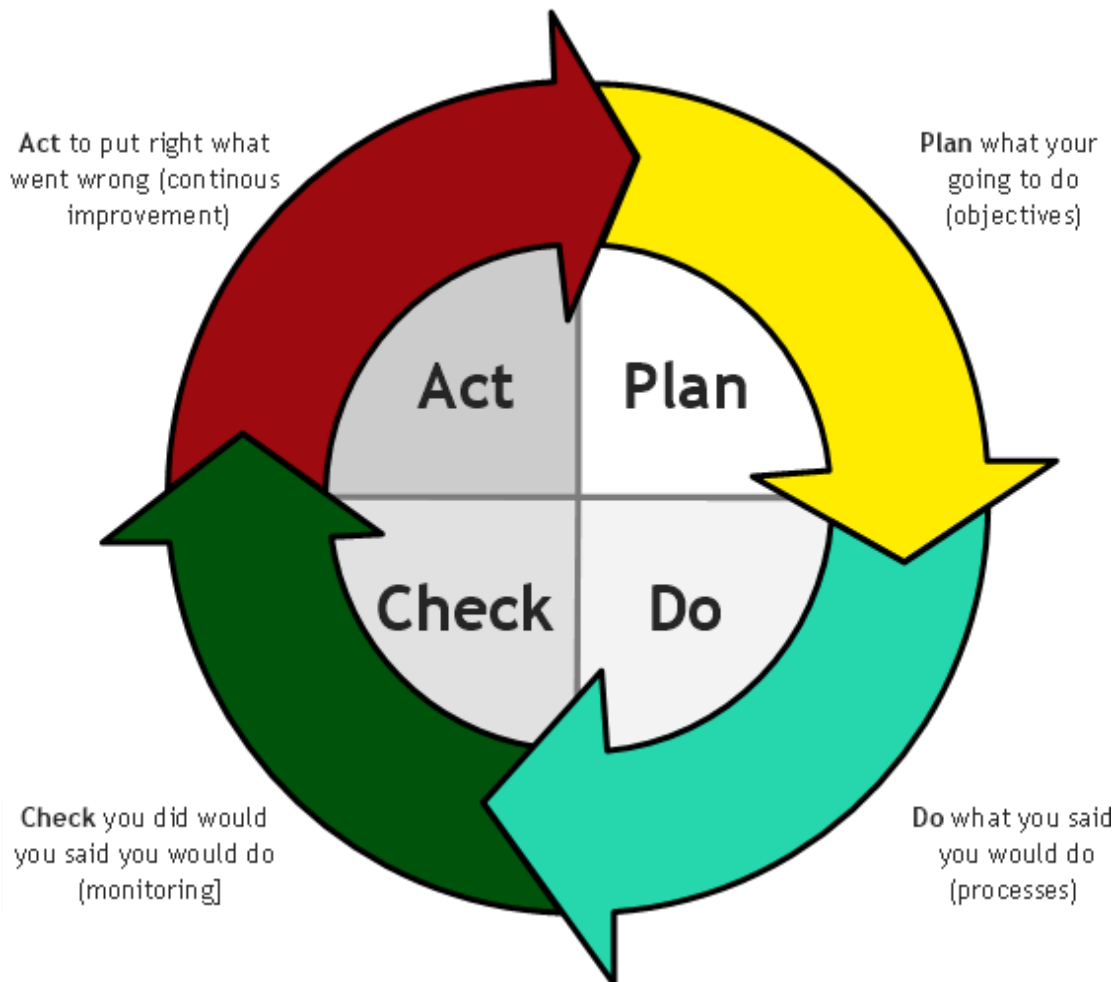 Act to put right what
went wrong (continous
improvement)
Plan what your
going to do
(objectives)
Act
Plan
Check
Do
Check you did would
you said you would do
(monitoring]
Do what you said
you would do
(processes)